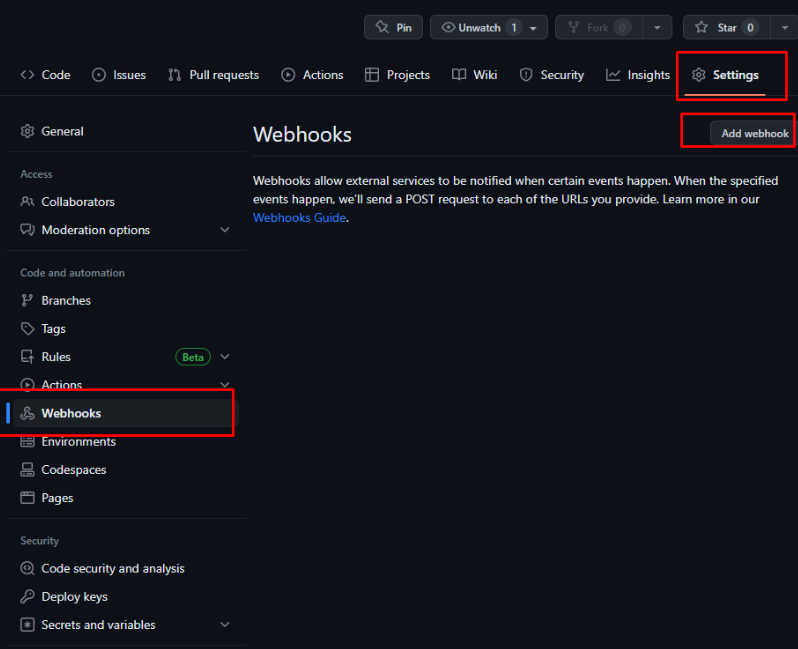 Pin Unwatch 1 Fork 0 Star 0
Code Issues Pull requests Actions Projects Wiki Security Insights Settings
General
Access
Collaborators
Moderation options
Code and automation
Branches
Tags
Rules Beta
Actions
Webhooks
Environments
Codespaces
Pages
Security
Code security and analysis
Deploy keys
Secrets and variables
Webhooks
Add webhook
Webhooks allow external services to be notified when certain events happen. When the specified
events happen, we'll send a POST request to each of the URLs you provide. Learn more in our
Webhooks Guide.